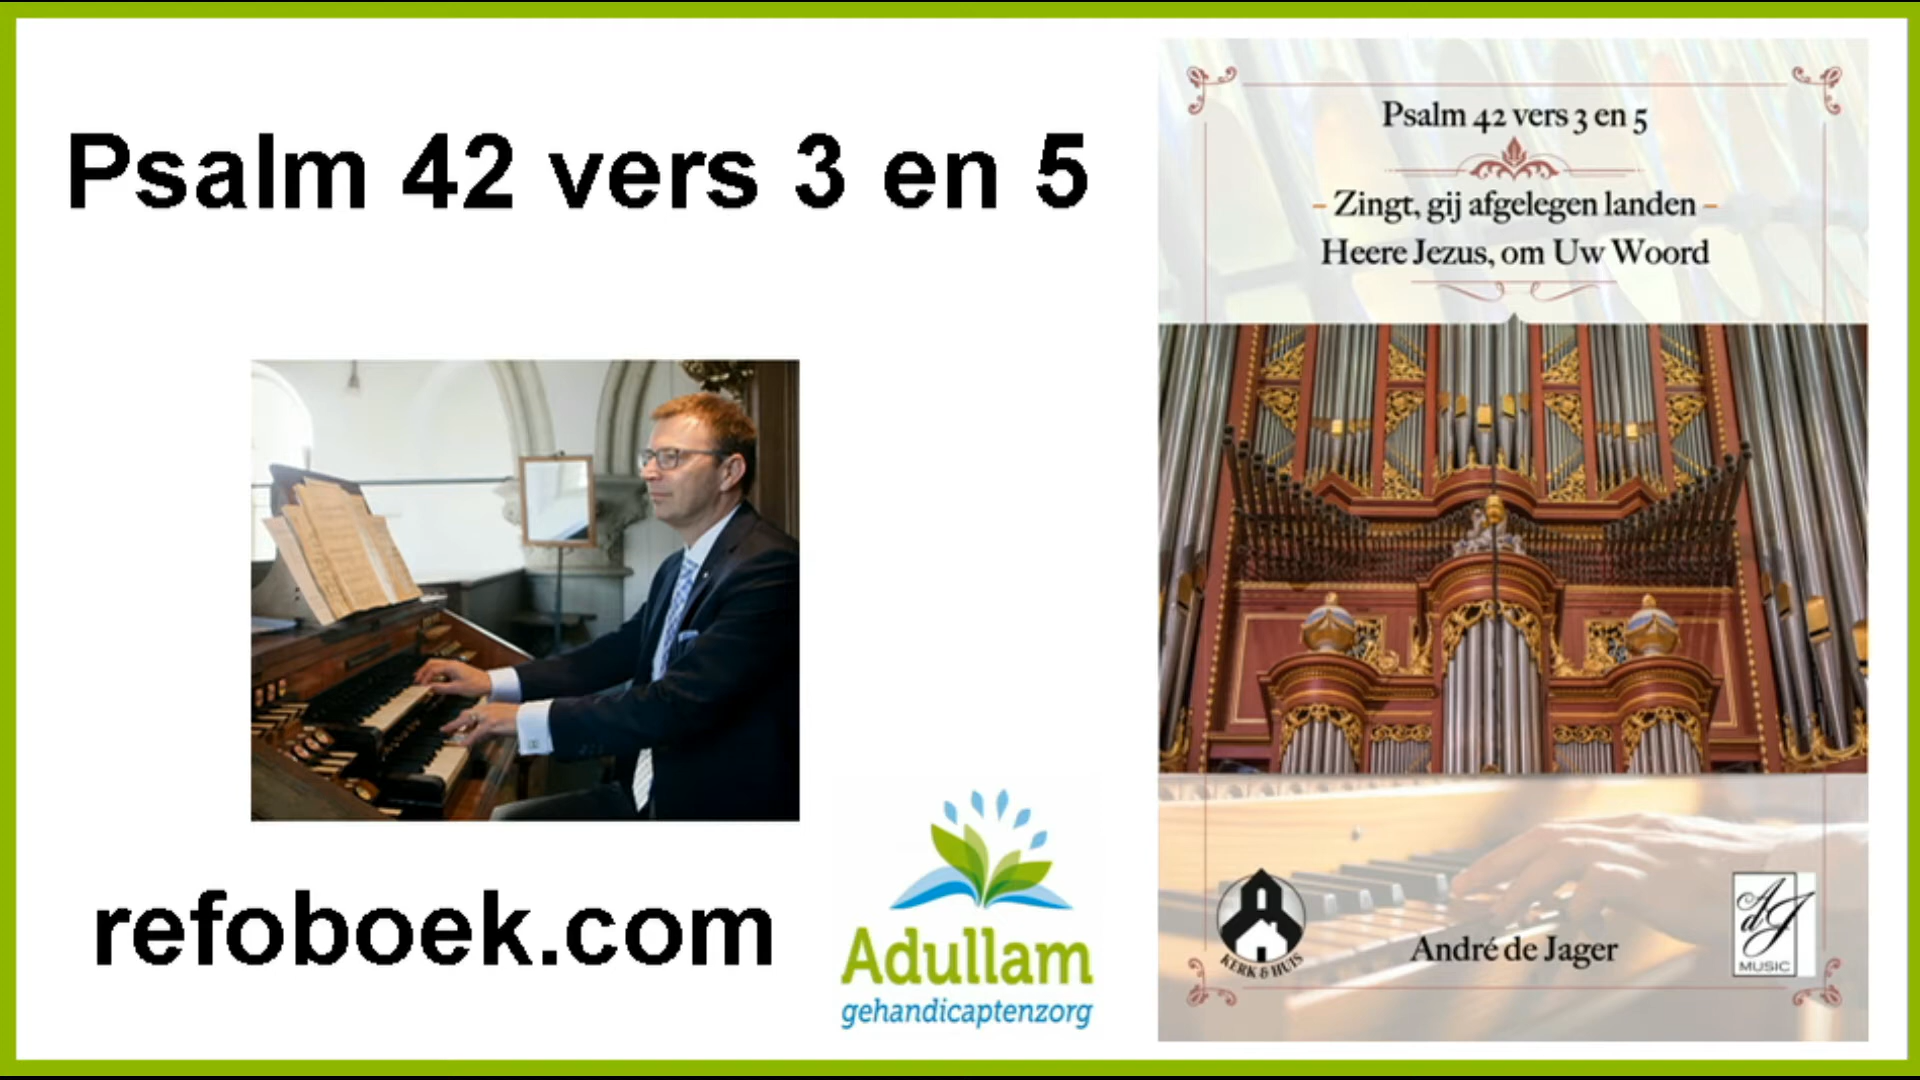 Psalm 42 vers 3 en 5
refoboek.com
Adullam
gehandicaptenzorg
Psalm 42 vers 3 en 5
- Zingt, gij afgelegen landen -
Heere Jezus, om Uw Woord
KERK & HUIS
André de Jager
AdJ
MUSIC